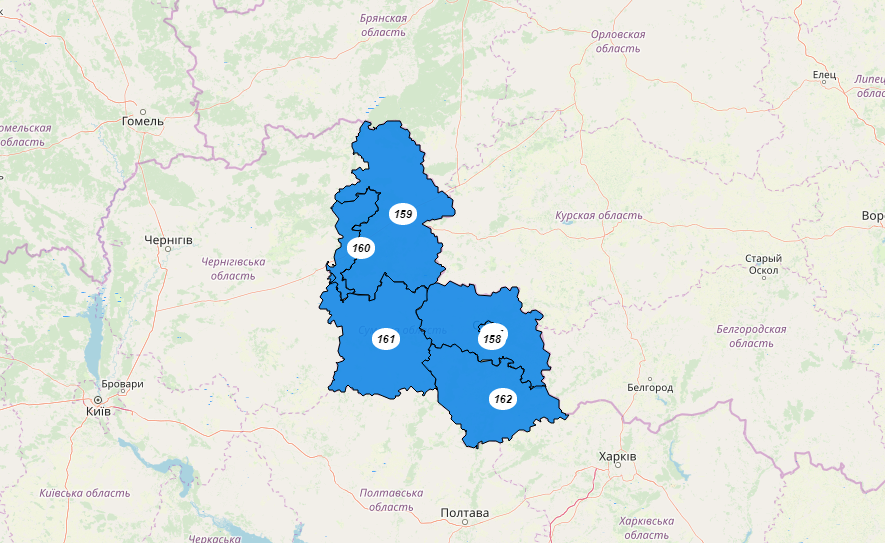 Брянская
область
Орловская
область
Елец
Липец
облас
Гомель
омельская
область
159
Курская область
Воро
160
Чернігів
Чернігівська
область
Старый
Оскол
161
158
Белгородская
область
Бровари
Київ
Белгород
162
Харків
Київська область
Полтавська
область
Полтава
Харківська
область
Черкаська